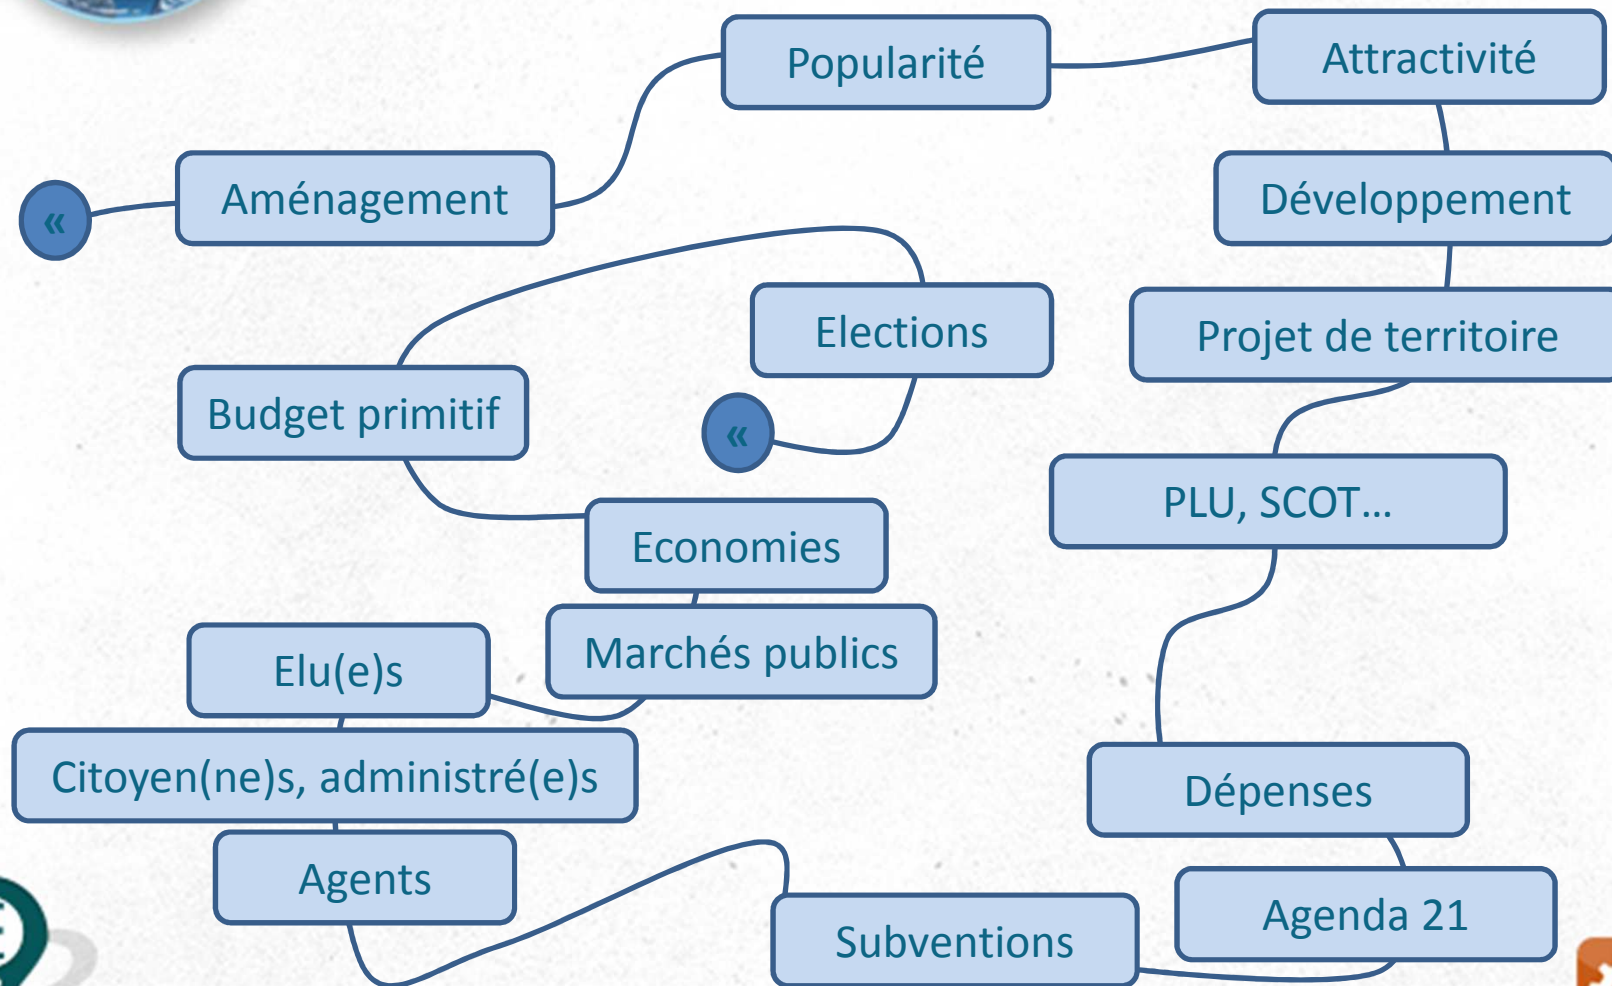 Popularité
Attractivité
Aménagement
Développement
«
Elections
Projet de territoire
Budget primitif
«
PLU, SCOT...
Economies
Marchés publics
Elu(e)s
Citoyen(ne)s, administré(e)s
Dépenses
Agents
Agenda 21
Subventions